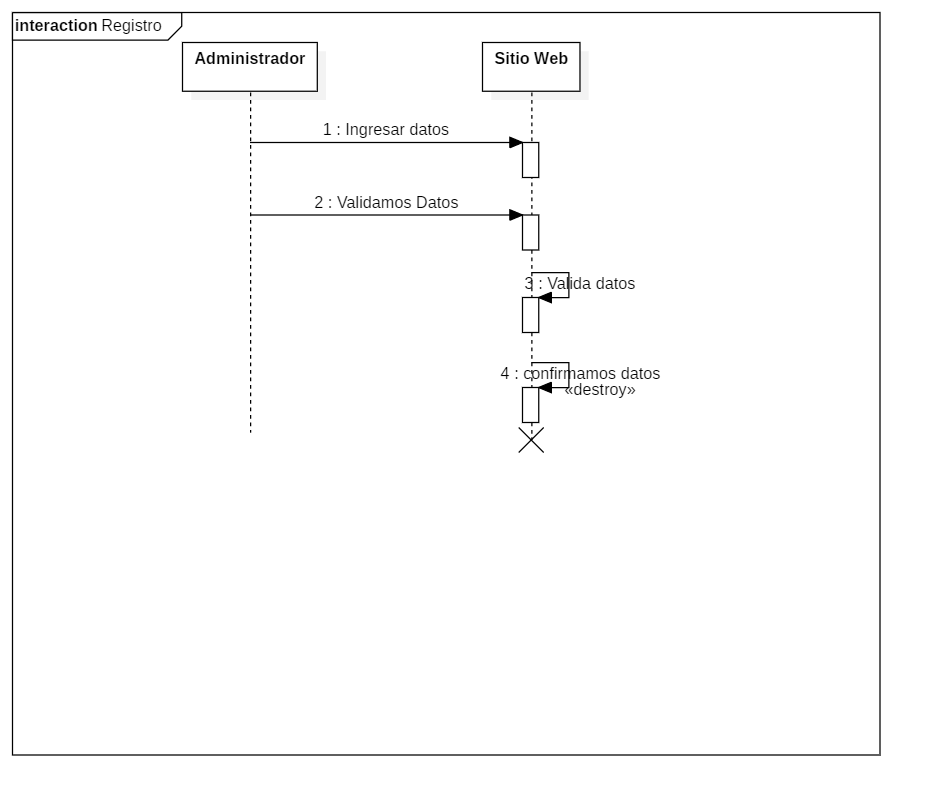 interaction Registro
Administrador
Sitio Web
1 : Ingresar datos
2 : Validamos Datos
3 : Valida datos
4 : confirmamos datos
«destroy»